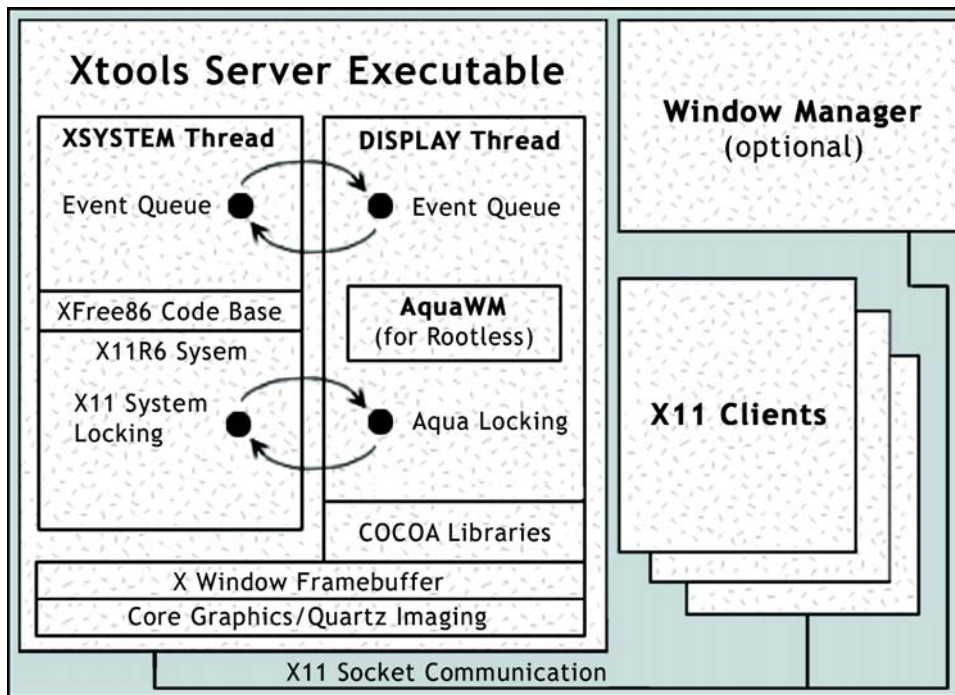 Xtools Server Executable
XSYSTEM Thread
Event Queue
XFree86 Code Base
X11R6 Sysem
X11 System
Locking
DISPLAY Thread
Event Queue
AquaWM
(for Rootless)
Aqua Locking
COCOA Libraries
X Window Framebuffer
Core Graphics/Quartz Imaging
Window Manager
(optional)
X11 Clients
X11 Socket Communication